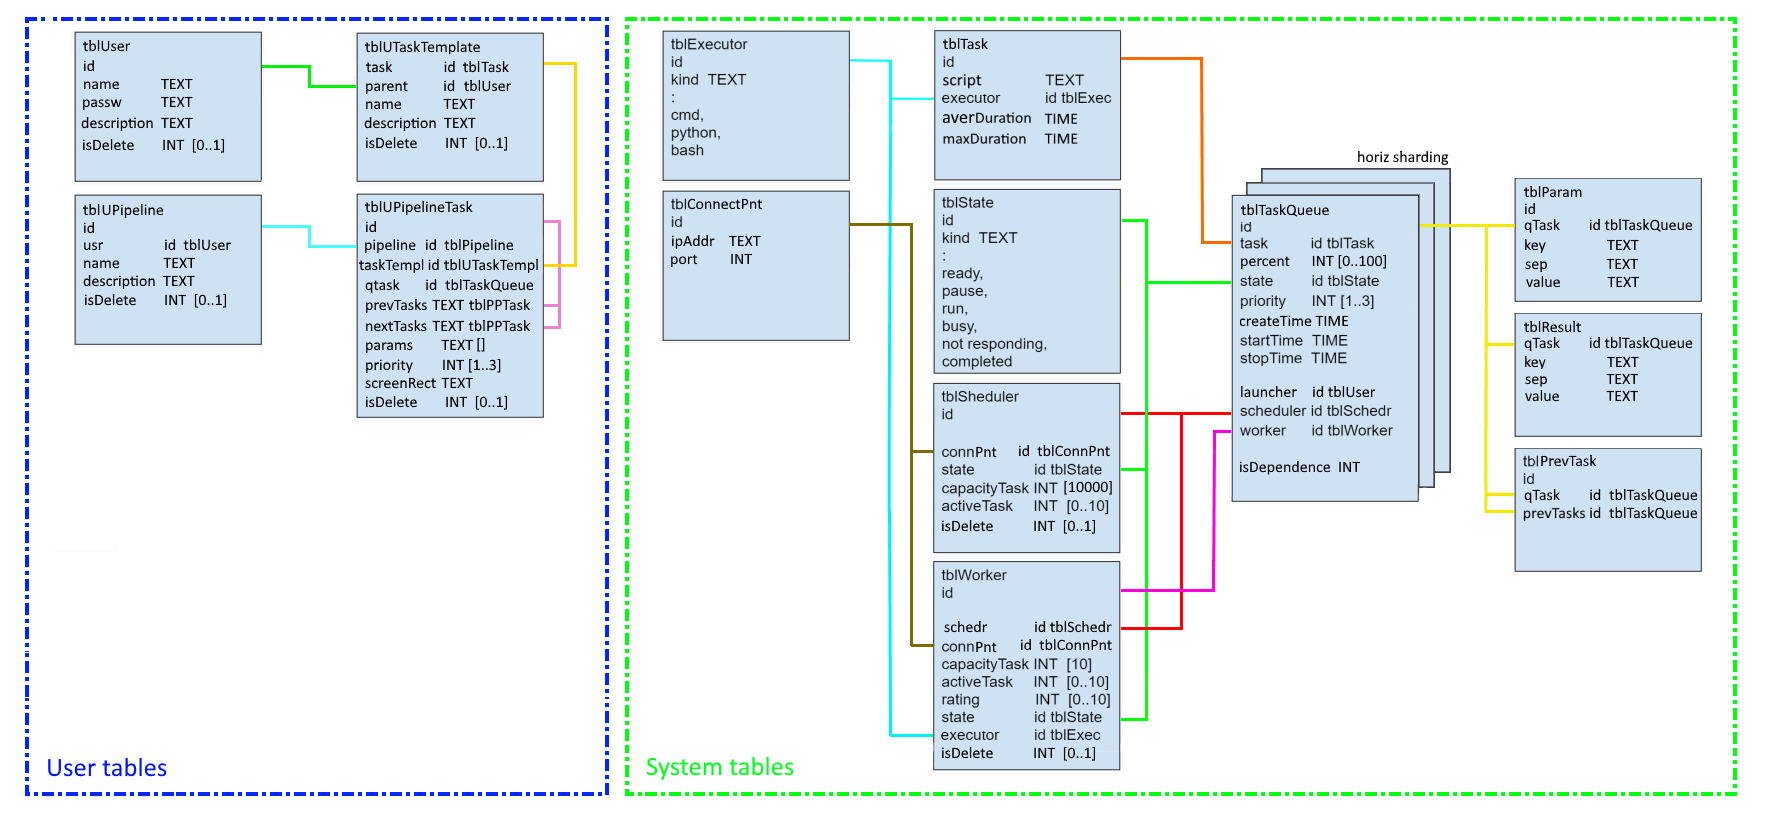 tblUser
id
name TEXT
passw TEXT
description TEXT
isDelete INT [0..1]
tblUTaskTemplate
task id tblTask
parent id tblUser
name TEXT
description TEXT
isDelete INT [0..1]
tblUPipeline
id
usr id tblUser
name TEXT
description TEXT
isDelete INT [0..1]
tblUPipelineTask
id
pipeline id tblPipeline
taskTempl id tblUTaskTempl
qtask id tblTaskQueue
prevTasks TEXT tblPPTask
nextTasks TEXT tblPPTask
params TEXT []
priority INT [1..3]
screenRect TEXT
isDelete INT [0..1]
User tables
tblExecutor
id
kind TEXT
:
cmd,
python,
bash
tblConnectPnt
id
ipAddr TEXT
port INT
tblTask
id
script TEXT
executor id tblExec
averDuration TIME
maxDuration TIME
tblState
id
kind TEXT
:
ready,
pause,
run,
busy,
not responding,
completed
tblSheduler
id
connPnt id tblConnPnt
state id tblState
capacityTask INT [10000]
activeTask INT [0..10]
isDelete INT [0..1]
tblWorker
id
schedr id tblSchedr
connPnt id tblConnPnt
capacityTask INT [10]
activeTask INT [0..10]
rating INT [0..10]
state id tblState
executor id tblExec
isDelete INT [0..1]
horiz sharding
tblTaskQueue
id
task id tblTask
percent INT [0..100]
state id tblState
priority INT [1..3]
createTime TIME
startTime TIME
stopTime TIME
launcher id tblUser
scheduler id tblSchedr
worker id tblWorker
isDependence INT
tblParam
id
qTask id tblTaskQueue
key TEXT
sep TEXT
value TEXT
tblResult
qTask id tblTaskQueue
key TEXT
sep TEXT
value TEXT
tblPrevTask
id
qTask id tblTaskQueue
prevTasks id tblTaskQueue
System tables